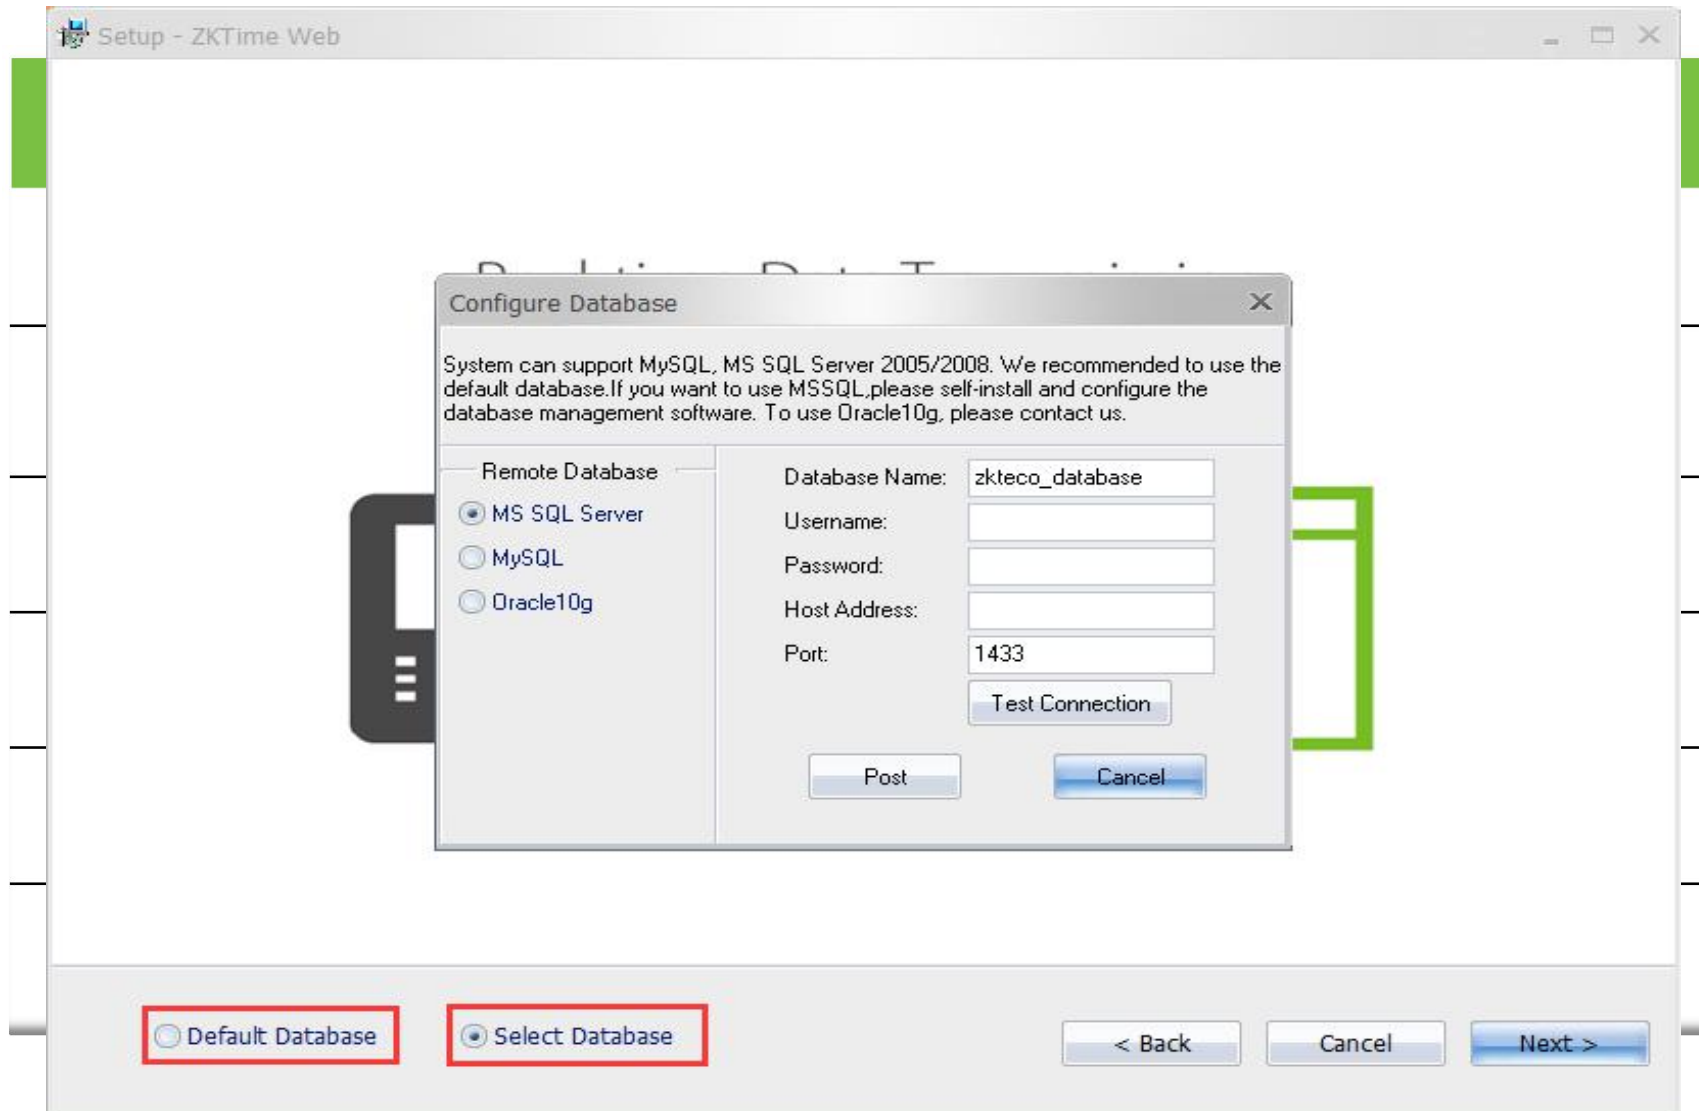 Setup - ZKTime Web
Configure Database
System can support MySQL, MS SQL Server 2005/2008. We recommended to use the
default database.If you want to use MSSQL,please self-install and configure the
database management software. To use Oracle10g, please contact us.
Remote Database
MS SQL Server
MySQL
Oracle10g
Database Name: zkteco_database
Username:
Password:
Host Address:
Port: 1433
Test Connection
Post Cancel
Default Database Select Database < Back Cancel Next >